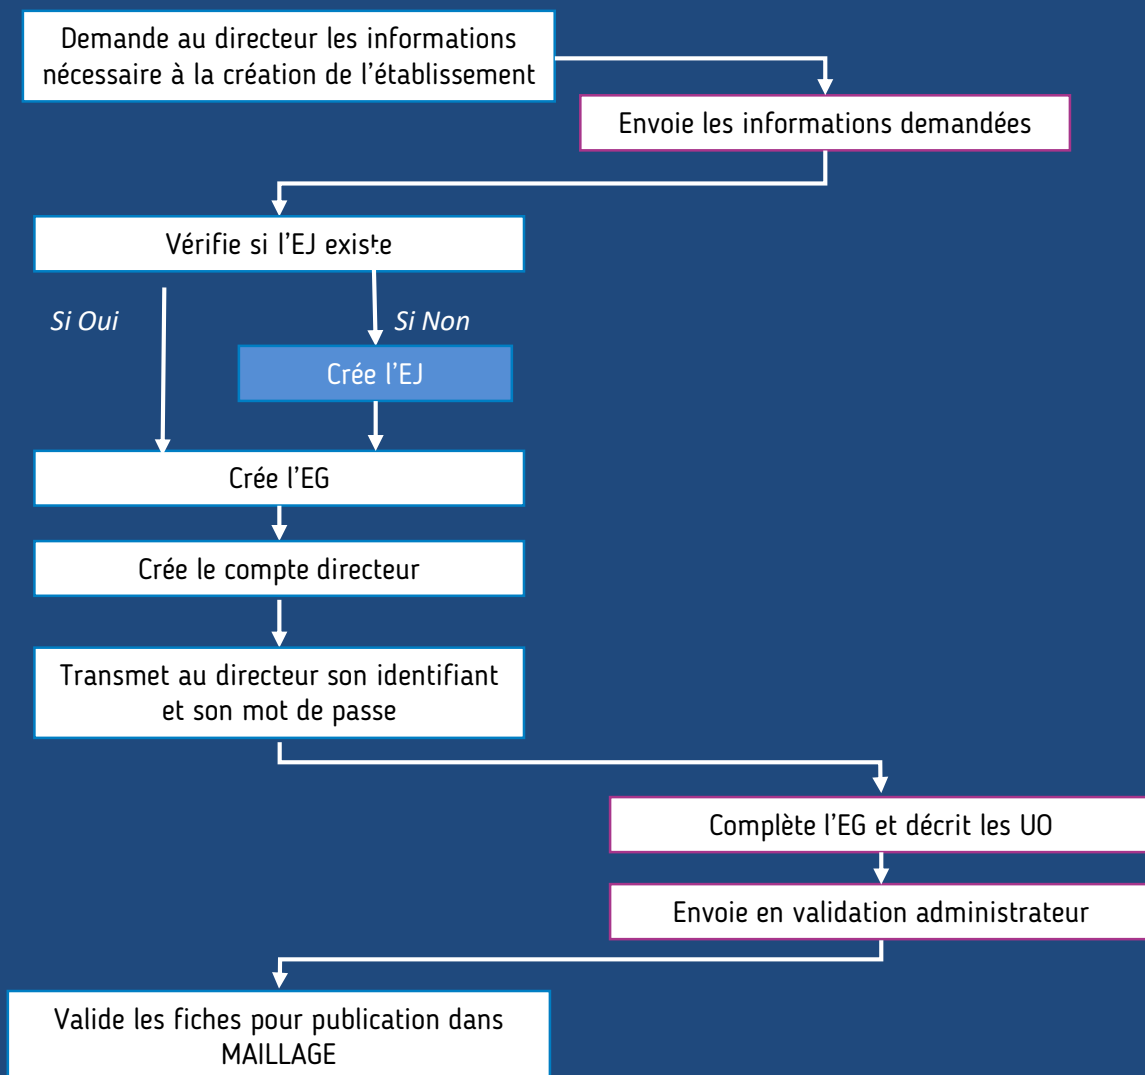 Demande au directeur les informations
nécessaire à la création de l’établissement
Envoie les informations demandées
Vérifie si l’EJ existe
Si Oui
Si Non
Crée l’EJ
Crée l’EG
Crée le compte directeur
Transmet au directeur son identifiant
et son mot de passe
Complète l’EG et décrit les UO
Envoie en validation administrateur
Valide les fiches pour publication dans
MAILLAGE